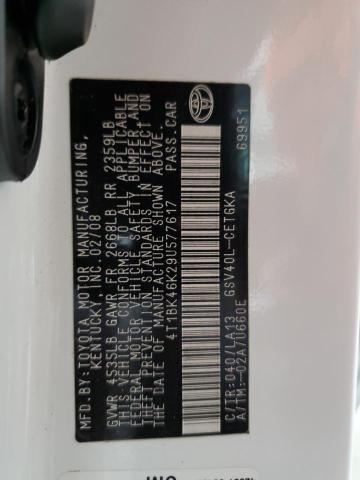 MFD.BY:TOYOTA MOTOR MANUFACTURING,
KENTUCKY, INC. 02/08
GVWR 4535LB GAWR FR 2668LB RR 2359LB
THIS VEHICLE CONFORMS TO ALL APPLICABLE
FEDERAL MOTOR VEHICLE SAFETY BUMPER, AND
THEFT PREVENTION STANDARDS IN EFFECT ON
THE DATE OF MANUFACTURE SHOWN ABOVE.
4T1BK46K29U577617 PASS.CAR
C/TR:040/LA13 GSV40L-CETGKA
A/TM:-02A/U660E 69951